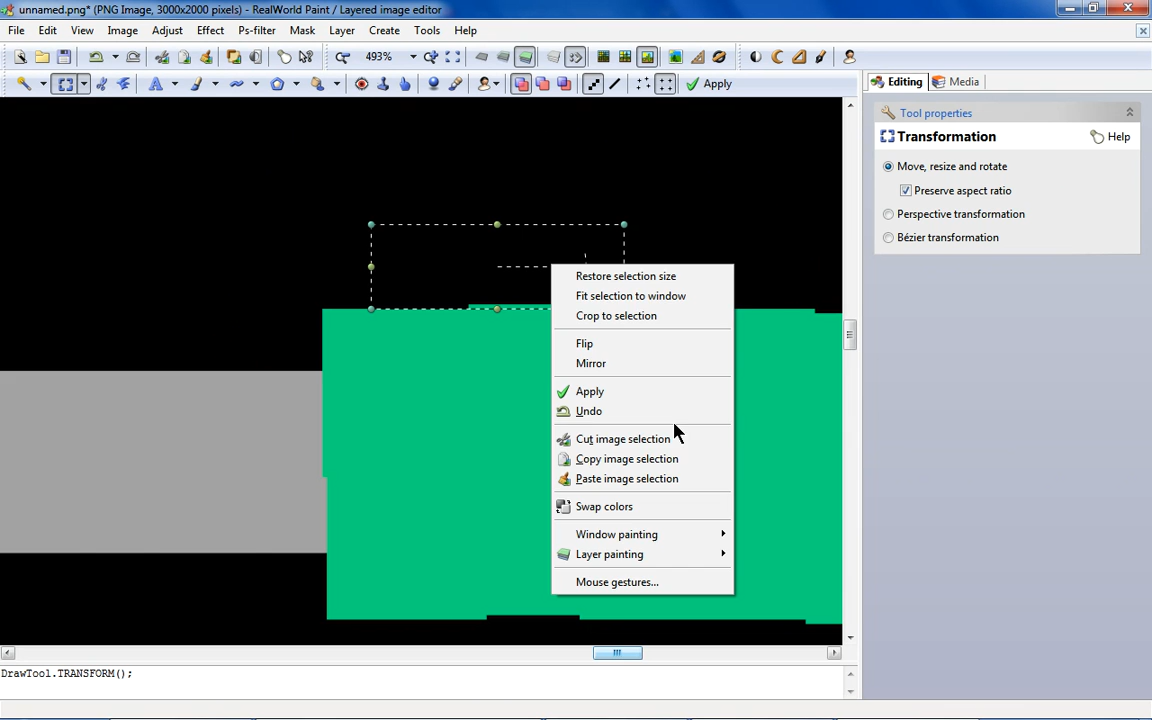 unnamed.png* (PNG Image, 3000x2000 pixels) - RealWorld Paint / Layered image editor
File Edit View Image Adjust Effect Ps-filter Mask Layer Create Tools Help
493%
Apply
Editing Media
Tool properties
Transformation Help
Move, resize and rotate
Preserve aspect ratio
Perspective transformation
Bézier transformation
Restore selection size
Fit selection to window
Crop to selection
Flip
Mirror
Apply
Undo
Cut image selection
Copy image selection
Paste image selection
Swap colors
Window painting
Layer painting
Mouse gestures...
DrawTool.TRANSFORM();